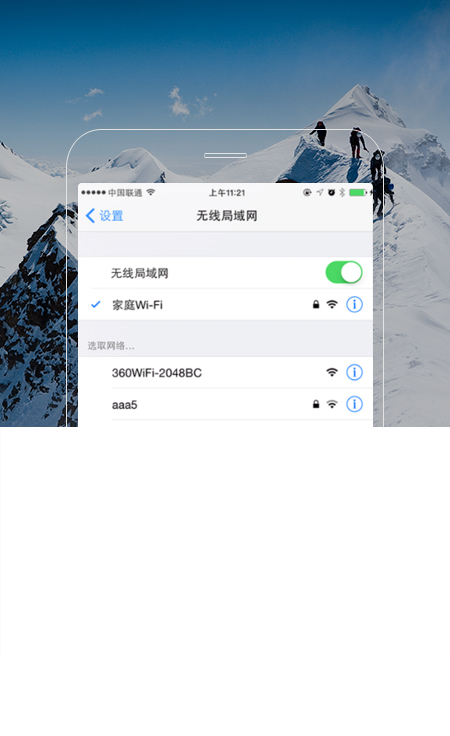 中国联通 上午11:21
设置 无线局域网
无线局域网
家庭Wi-Fi
选取网络...
360WiFi-2048BC
aaa5